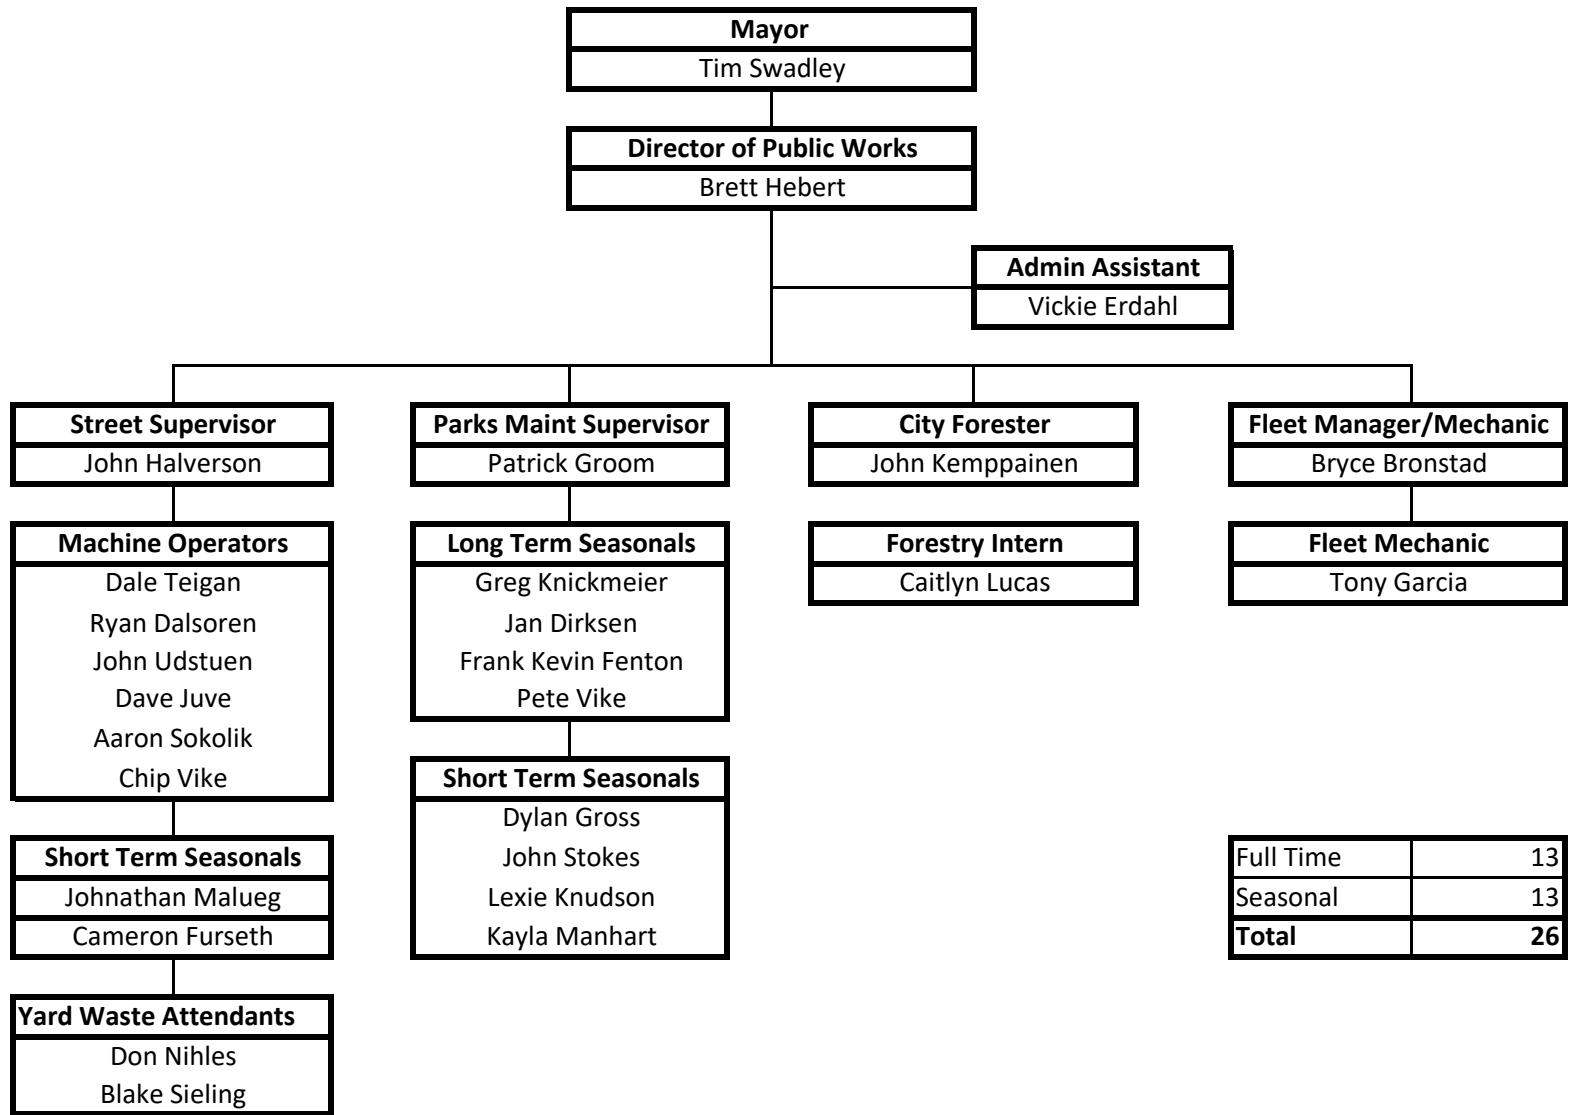 Mayor
Tim Swadley
Director of Public Works
Brett Hebert
Admin Assistant
Vickie Erdahl
Street Supervisor
John Halverson
Machine Operators
Dale Teigan
Ryan Dalsoren
John Udstuen
Dave Juve
Aaron Sokolik
Chip Vike
Short Term Seasonals
Johnathan Malueg
Cameron Furseth
Yard Waste Attendants
Don Nihles
Blake Sieling
Parks Maint Supervisor
Patrick Groom
Long Term Seasonals
Greg Knickmeier
Jan Dirksen
Frank Kevin Fenton
Pete Vike
Short Term Seasonals
Dylan Gross
John Stokes
Lexie Knudson
Kayla Manhart
City Forester
John Kemppainen
Forestry Intern
Caitlyn Lucas
Fleet Manager/Mechanic
Bryce Bronstad
Fleet Mechanic
Tony Garcia
Full Time 13
Seasonal 13
Total 26